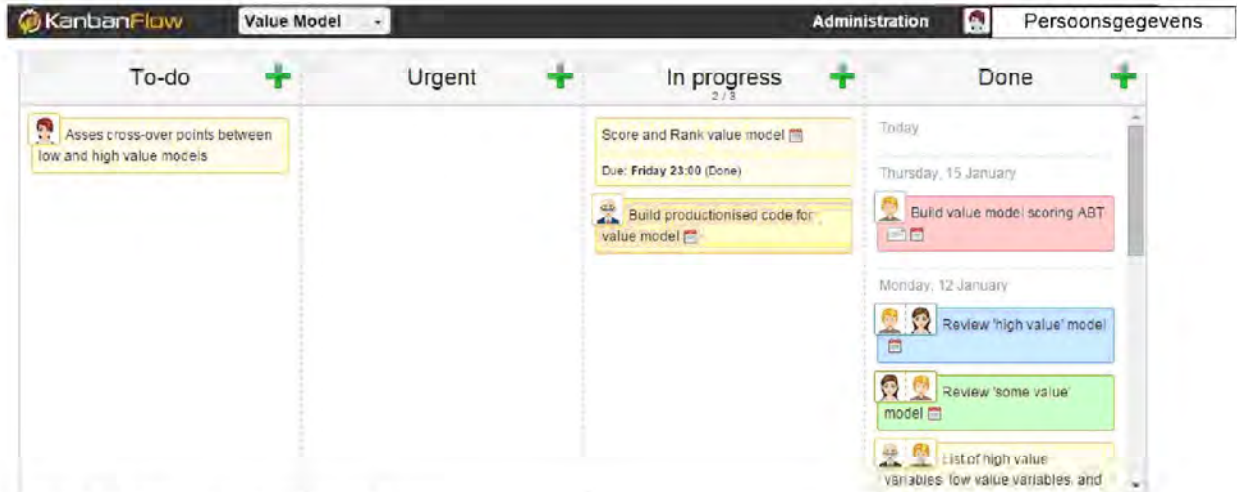 KanbanFlow Value Model Administration Persoonsgegevens
To-do Urgent In progress Done
2 / 3
Asses cross-over points between
low and high value models
Score and Rank value model
Due: Friday 23:00 (Done)
Build productionised code for
value model
Today
Thursday, 15 January
Build value model scoring ABT
Monday, 12 January
Review 'high value' model
Review 'some value'
model
List of high value
variables, low value variables, and